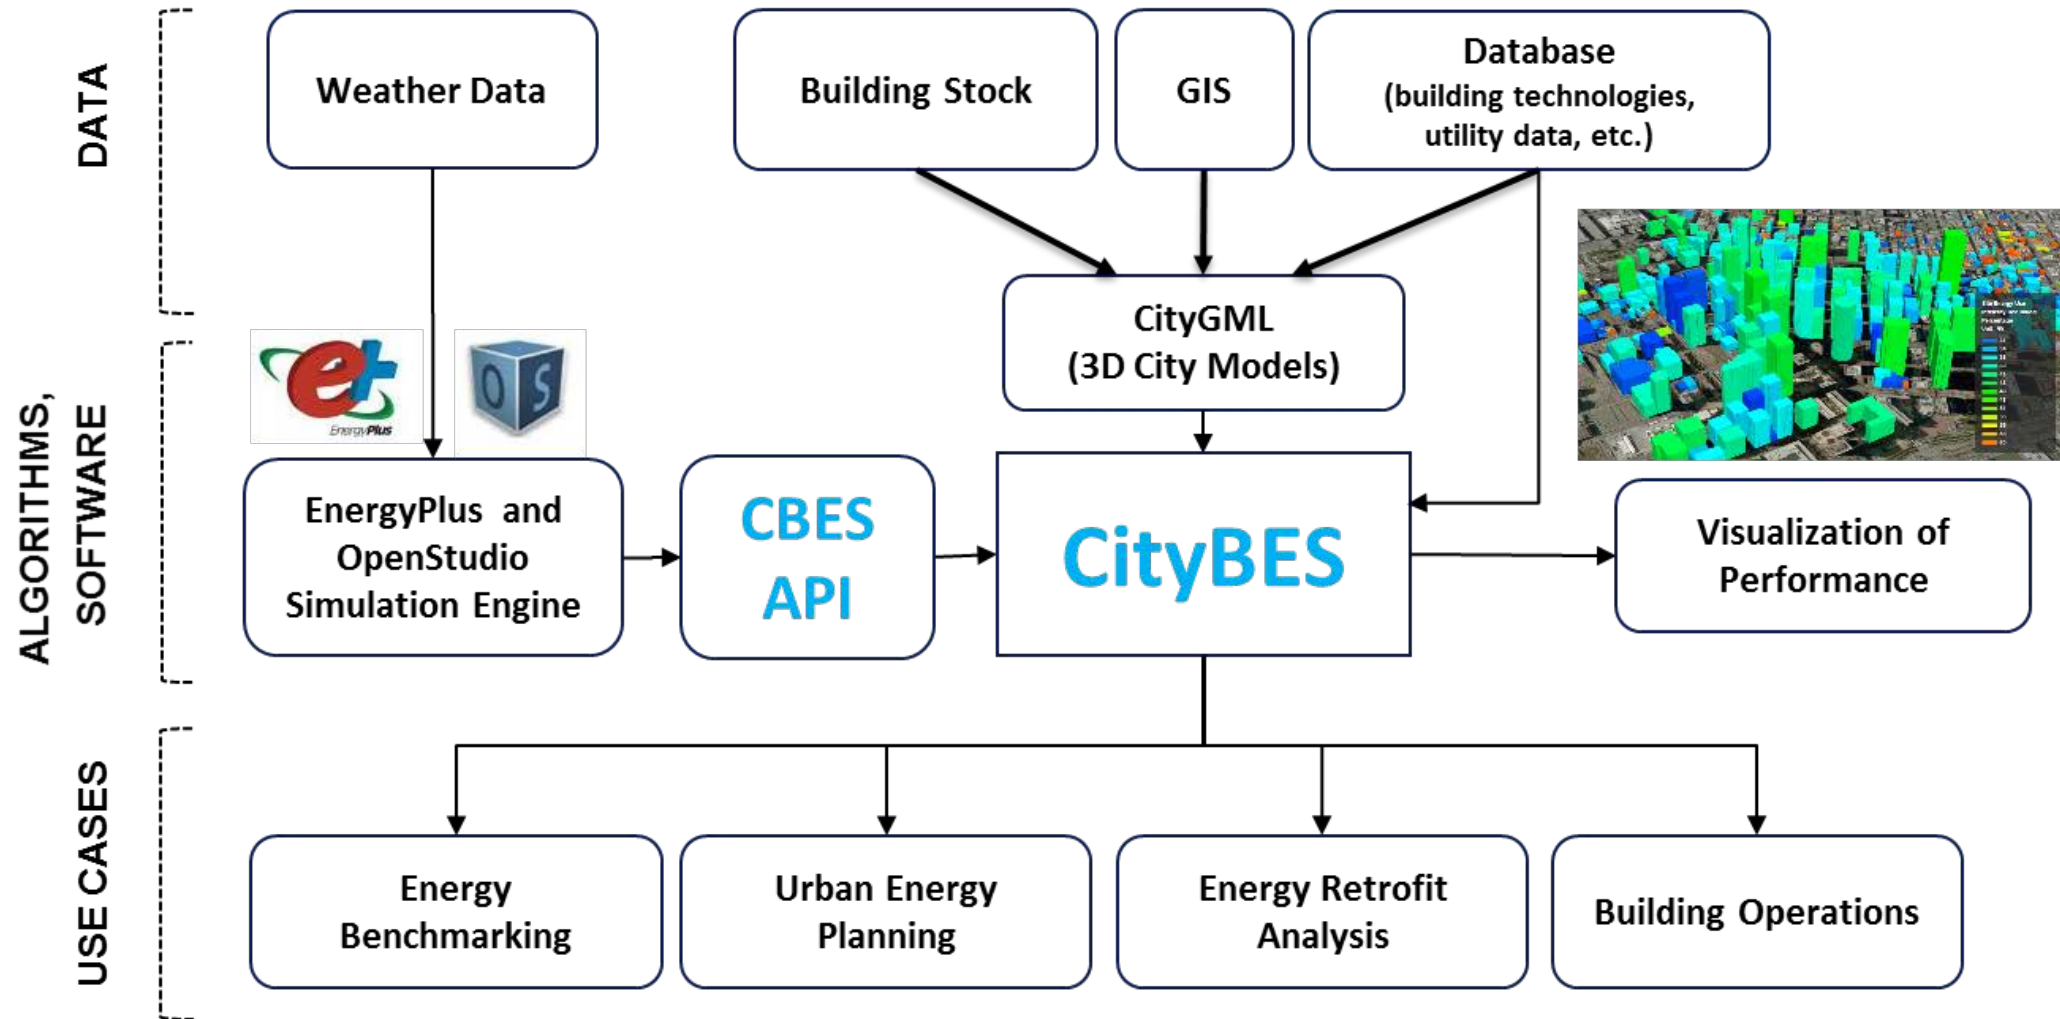 DATA
Weather Data
Building Stock
GIS
Database
(building technologies,
utility data, etc.)
CityGML
(3D City Models)
ALGORITHMS,
SOFTWARE
e+
EnergyPlus
OS
EnergyPlus and
OpenStudio
Simulation Engine
CBES
API
CityBES
Visualization of
Performance
USE CASES
Energy
Benchmarking
Urban Energy
Planning
Energy Retrofit
Analysis
Building Operations